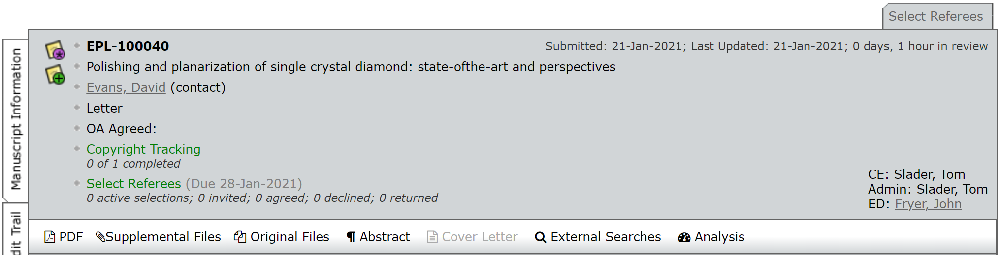 Select Referees
Manuscript Information
EPL-100040
Submitted: 21-Jan-2021; Last Updated: 21-Jan-2021; 0 days, 1 hour in review
Polishing and planarization of single crystal diamond: state-ofthe-art and perspectives
Evans, David (contact)
Letter
OA Agreed:
Copyright Tracking
0 of 1 completed
Select Referees (Due 28-Jan-2021)
0 active selections; 0 invited; 0 agreed; 0 declined; 0 returned
CE: Slader, Tom
Admin: Slader, Tom
ED: Fryer, John
dit Trail
PDF Supplemental Files Original Files Abstract Cover Letter External Searches Analysis